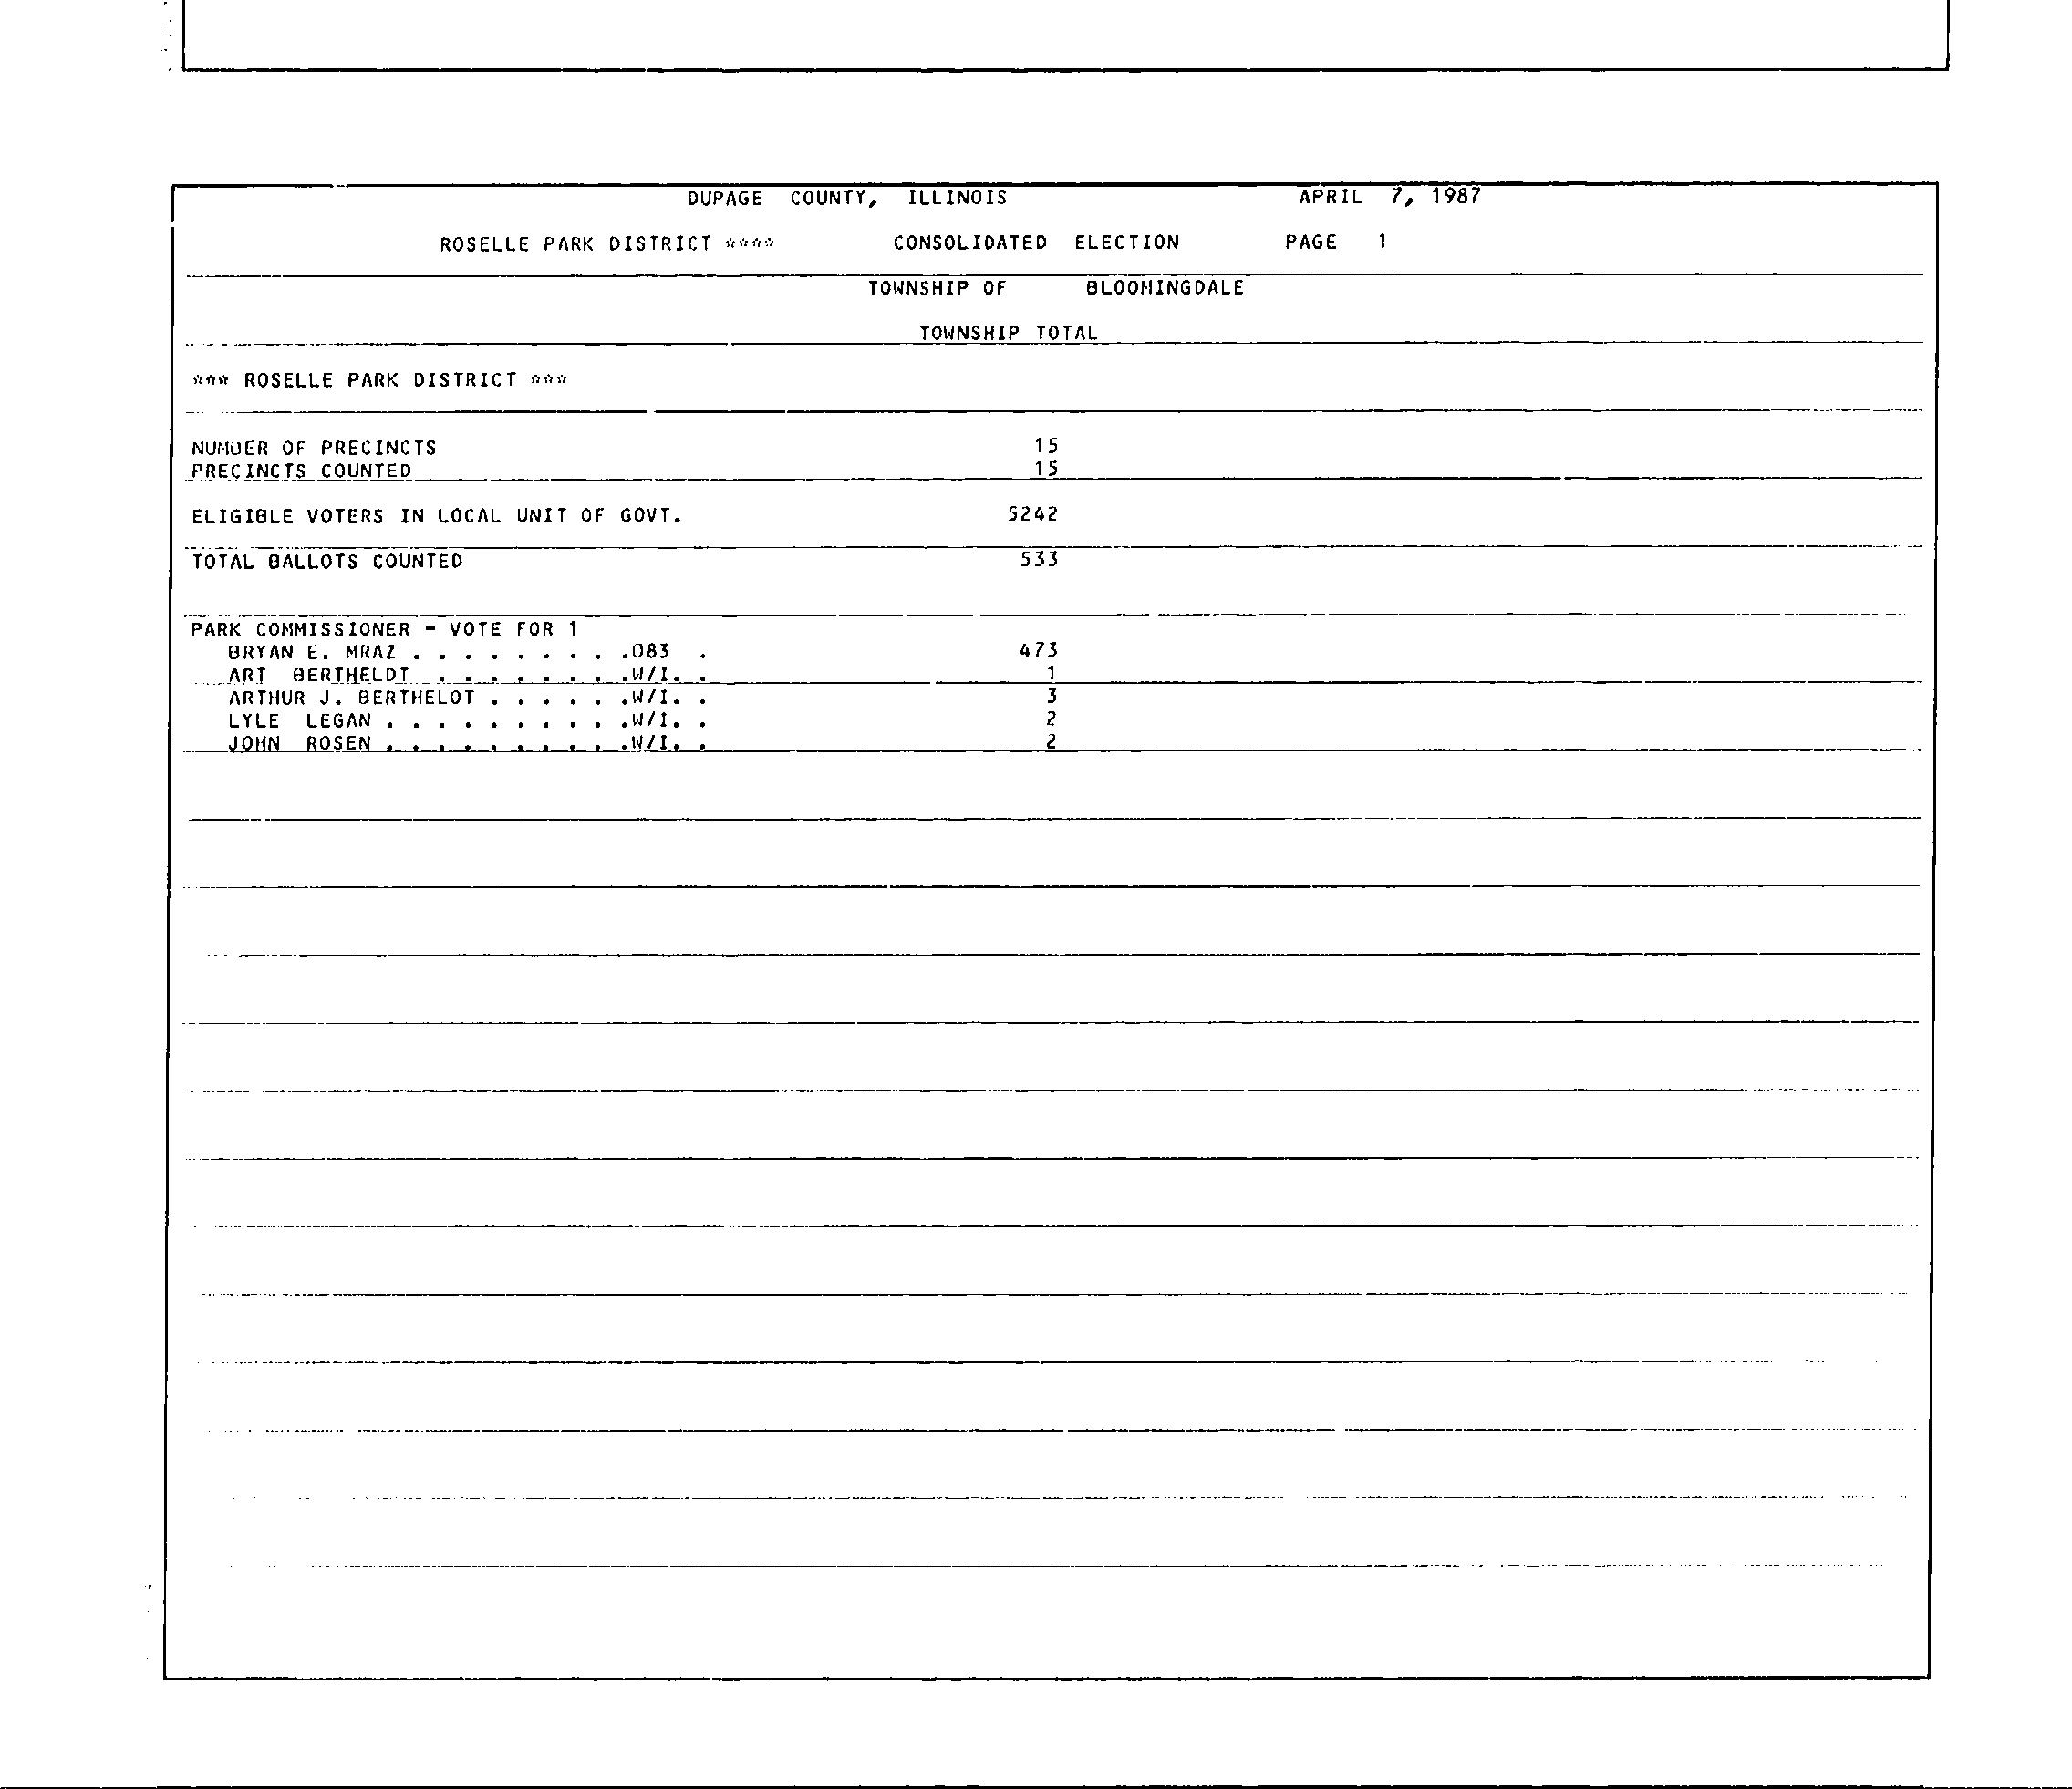 DUPAGE COUNTY, ILLINOIS APRIL 7, 1987
ROSELLE PARK DISTRICT **** CONSOLIDATED ELECTION PAGE 1
TOWNSHIP OF BLOOMINGDALE
TOWNSHIP TOTAL
*** ROSELLE PARK DISTRICT ***
NUMBER OF PRECINCTS 15
PRECINCTS COUNTED 15
ELIGIBLE VOTERS IN LOCAL UNIT OF GOVT. 5242
TOTAL BALLOTS COUNTED 533
PARK COMMISSIONER - VOTE FOR 1
BRYAN E. MRAZ . . . . . . . . .083 . 473
ART BERTHELDT . . . . . . . .W/I. . 1
ARTHUR J. BERTHELOT . . . . . .W/I. . 3
LYLE LEGAN . . . . . . . . . .W/I. . 2
JOHN ROSEN . . . . . . . . . .W/I. . 2